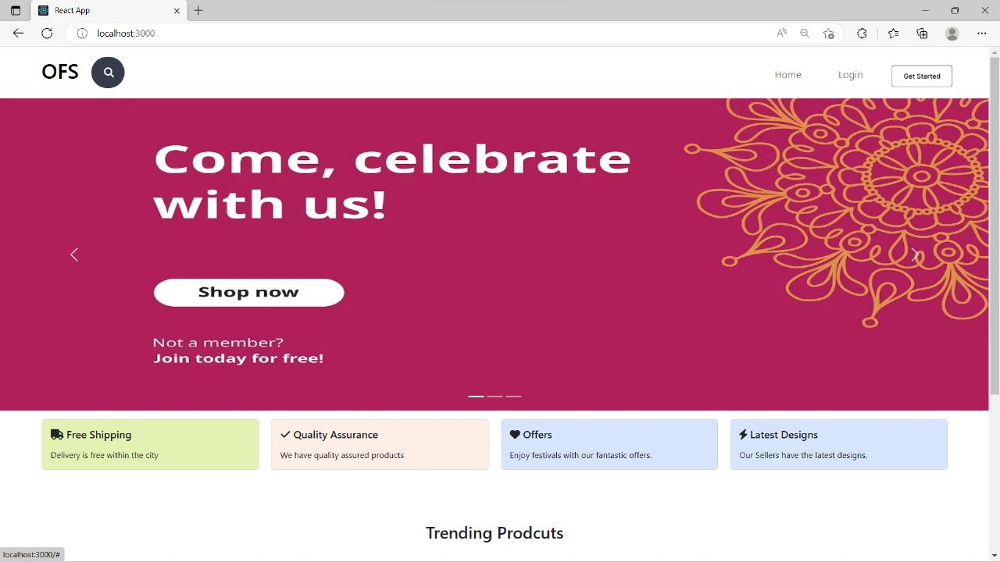 React App
localhost:3000
OFS
Home
Login
Get Started
Come, celebrate
with us!
Shop now
Not a member?
Join today for free!
Free Shipping
Delivery is free within the city
Quality Assurance
We have quality assured products
Offers
Enjoy festivals with our fantastic offers.
Latest Designs
Our Sellers have the latest designs.
Trending Prodcuts
localhost:3000/#